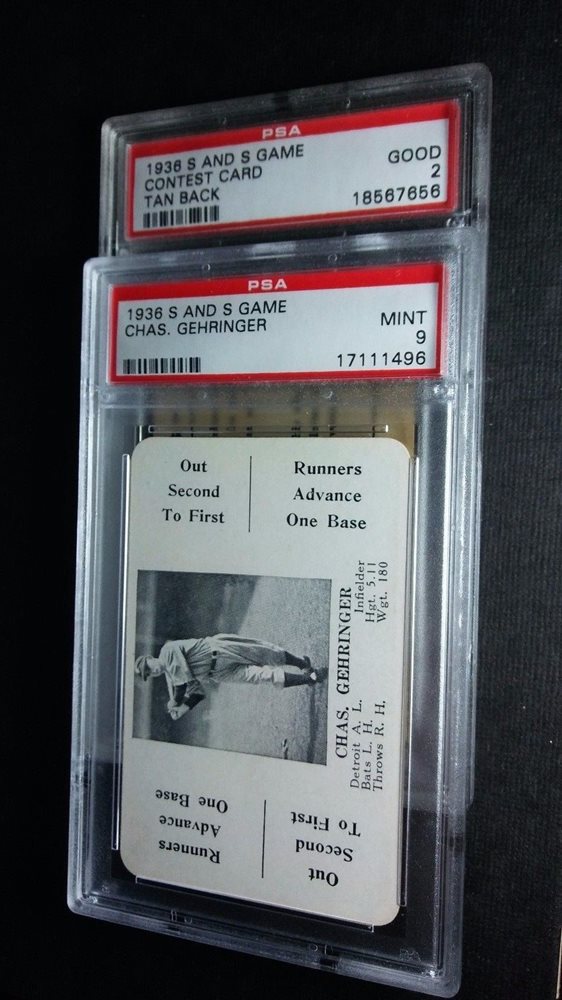 PSA
1936 S AND S GAME
CONTEST CARD
TAN BACK
GOOD
2
18567656
PSA
1936 S AND S GAME
CHAS. GEHRINGER
MINT
9
17111496
Out
Second
To First
Runners
Advance
One Base
CHAS. GEHRINGER
Detroit A. L. Infielder
Bats L. H. Hgt. 5.11
Throws R. H. Wgt. 180
Out
Second
To First
Runners
Advance
One Base